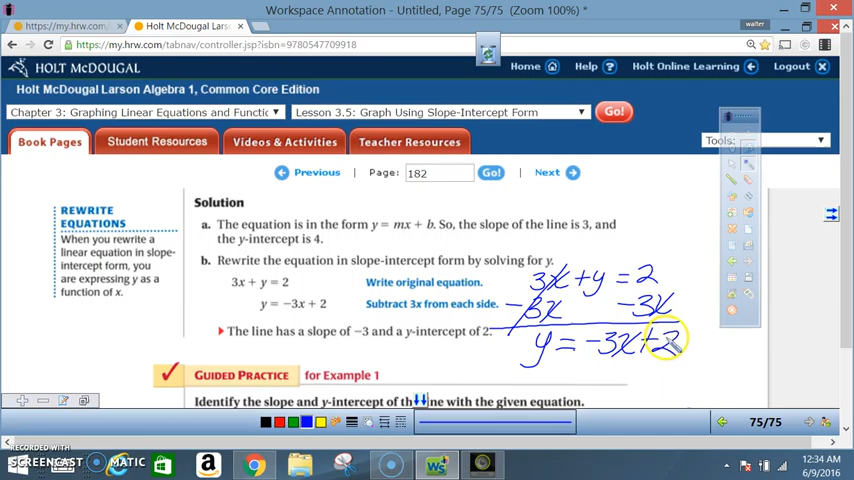 Workspace Annotation - Untitled, Page 75/75 (Zoom 100%)
https://my.hrw.com/tabnav/c
Holt McDougal Larson Alg
walter
https://my.hrw.com/tabnav/controller.jsp?isbn=9780547709918
HOLT MCDOUGAL
Home
Help
Holt Online Learning
Logout
Holt McDougal Larson Algebra 1, Common Core Edition
Chapter 3: Graphing Linear Equations and Functio
Lesson 3.5: Graph Using Slope-Intercept Form
Go!
Book Pages
Student Resources
Videos & Activities
Teacher Resources
Tools:
Previous
Page:
182
Go!
Next
REWRITE
EQUATIONS
When you rewrite a
linear equation in slope-
intercept form, you
are expressing y as a
function of x.
Solution
a. The equation is in the form y = mx + b. So, the slope of the line is 3, and
the y-intercept is 4.
b. Rewrite the equation in slope-intercept form by solving for y.
3x + y = 2 Write original equation.
y = −3x + 2 Subtract 3x from each side.
The line has a slope of −3 and a y-intercept of 2.
3x + y = 2
-3x -3x
y = -3x + 2
GUIDED PRACTICE for Example 1
Identify the slope and y-intercept of th ine with the given equation.
75/75
RECORDED WITH
SCREENCAST MATIC
12:34 AM
6/9/2016